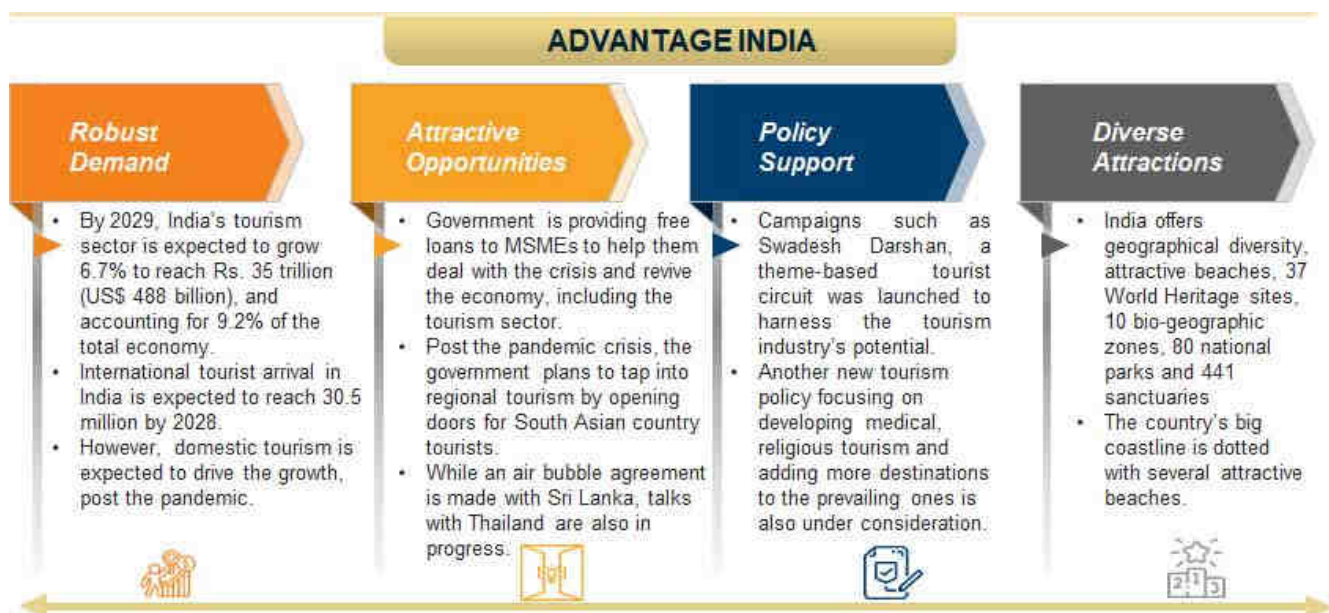 ADVANTAGE INDIA
Robust
Demand
• By 2029, India's tourism
sector is expected to grow
6.7% to reach Rs. 35 trillion
(US$ 488 billion), and
accounting for 9.2% of the
total economy.
• International tourist arrival in
India is expected to reach 30.5
million by 2028.
• However, domestic tourism is
expected to drive the growth,
post the pandemic.
Attractive
Opportunities
• Government is providing free
loans to MSMEs to help them
deal with the crisis and revive
the economy, including the
tourism sector.
• Post the pandemic crisis, the
government plans to tap into
regional tourism by opening
doors for South Asian country
tourists.
• While an air bubble agreement
is made with Sri Lanka, talks
with Thailand are also in
progress.
Policy
Support
• Campaigns such as
Swadesh Darshan, a
theme-based tourist
circuit was launched to
harness the tourism
industry's potential.
• Another new tourism
policy focusing on
developing medical,
religious tourism and
adding more destinations
to the prevailing ones is
also under consideration.
Diverse
Attractions
• India offers
geographical diversity,
attractive beaches, 37
World Heritage sites,
10 bio-geographic
zones, 80 national
parks and 441
sanctuaries
• The country's big
coastline is dotted
with several attractive
beaches.
2 1 3